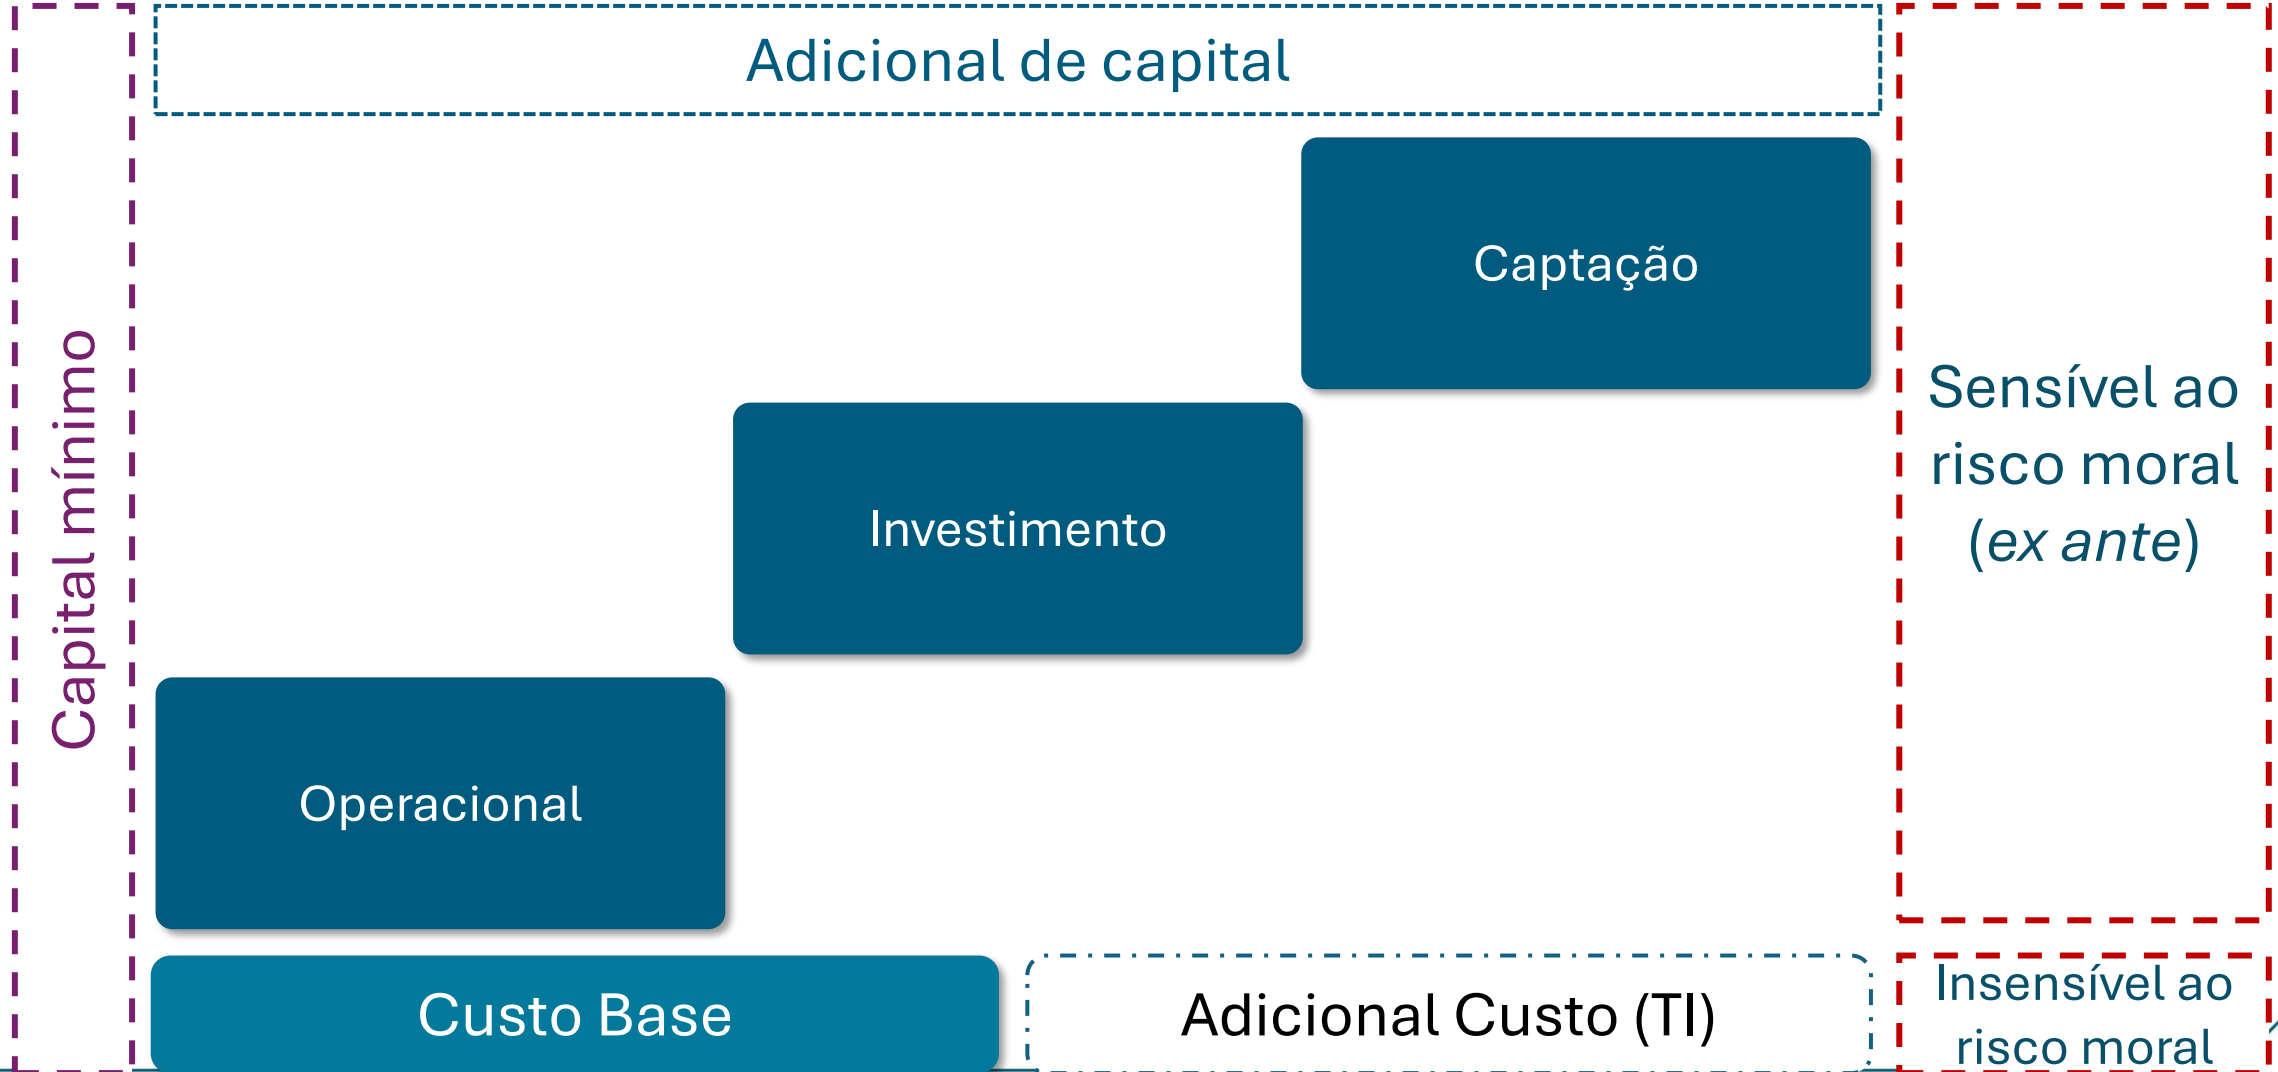 Adicional de capital
Capital mínimo
Captação
Investimento
Operacional
Sensível ao
risco moral
(ex ante)
Custo Base
Adicional Custo (TI)
Insensível ao
risco moral